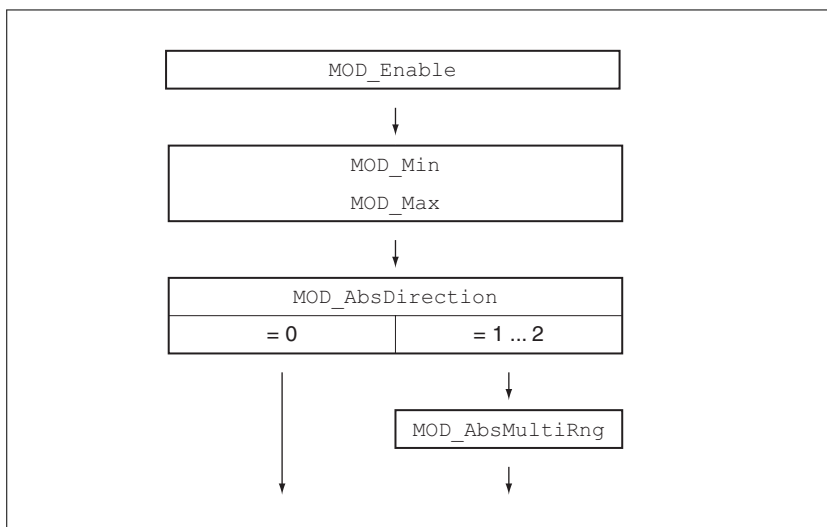 MOD_Enable
MOD_Min
MOD_Max
MOD_AbsDirection
= 0
= 1 ... 2
MOD_AbsMultiRng